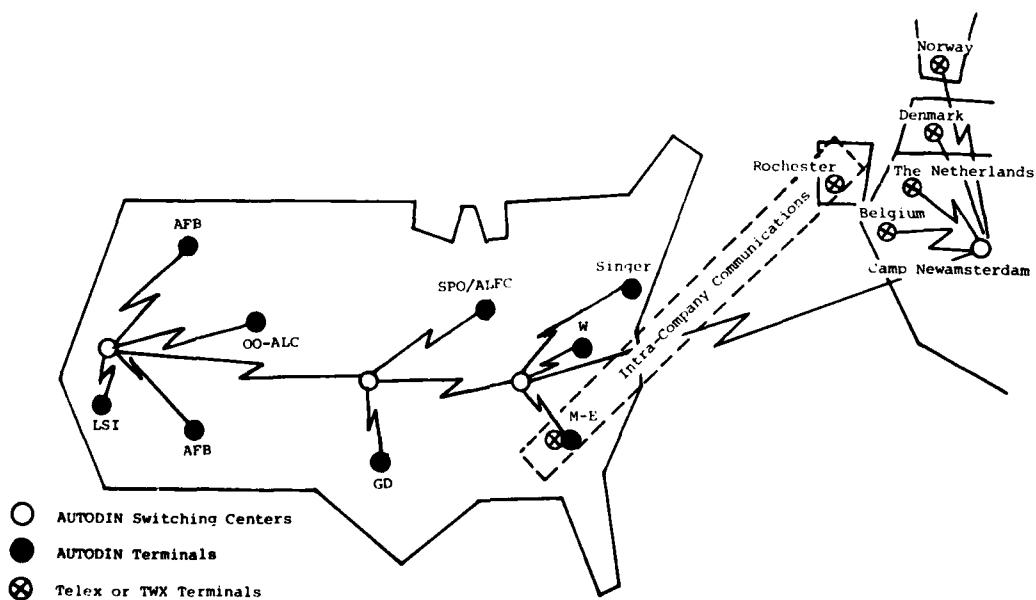 Norway
Denmark
Rochester
The Netherlands
Belgium
Camp Newamsterdam
Intra-Company Communications
AFB
SPO/ALFC
Singer
OO-ALC
W
LSI
AFB
GD
M-E
AUTODIN Switching Centers
AUTODIN Terminals
Telex or TWX Terminals